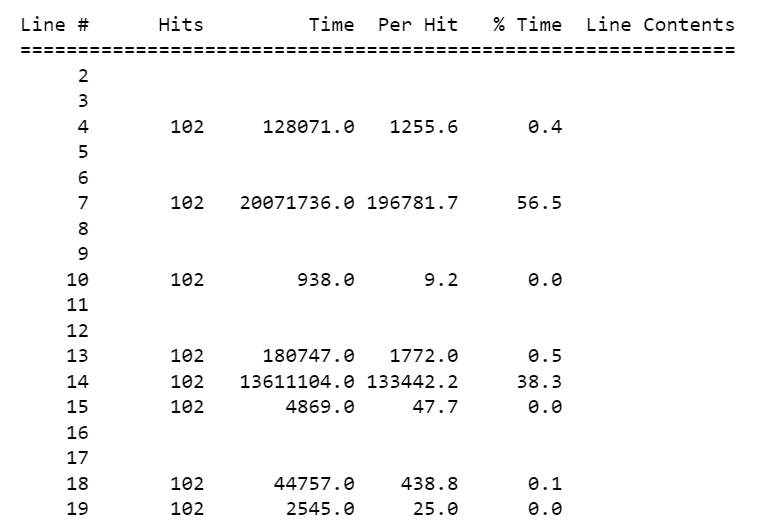 Line #      Hits         Time  Per Hit   % Time  Line Contents
==============================================================
     2
     3
     4       102     128071.0   1255.6      0.4
     5
     6
     7       102   20071736.0 196781.7     56.5
     8
     9
    10       102        938.0      9.2      0.0
    11
    12
    13       102     180747.0   1772.0      0.5
    14       102   13611104.0 133442.2     38.3
    15       102       4869.0     47.7      0.0
    16
    17
    18       102      44757.0    438.8      0.1
    19       102       2545.0     25.0      0.0